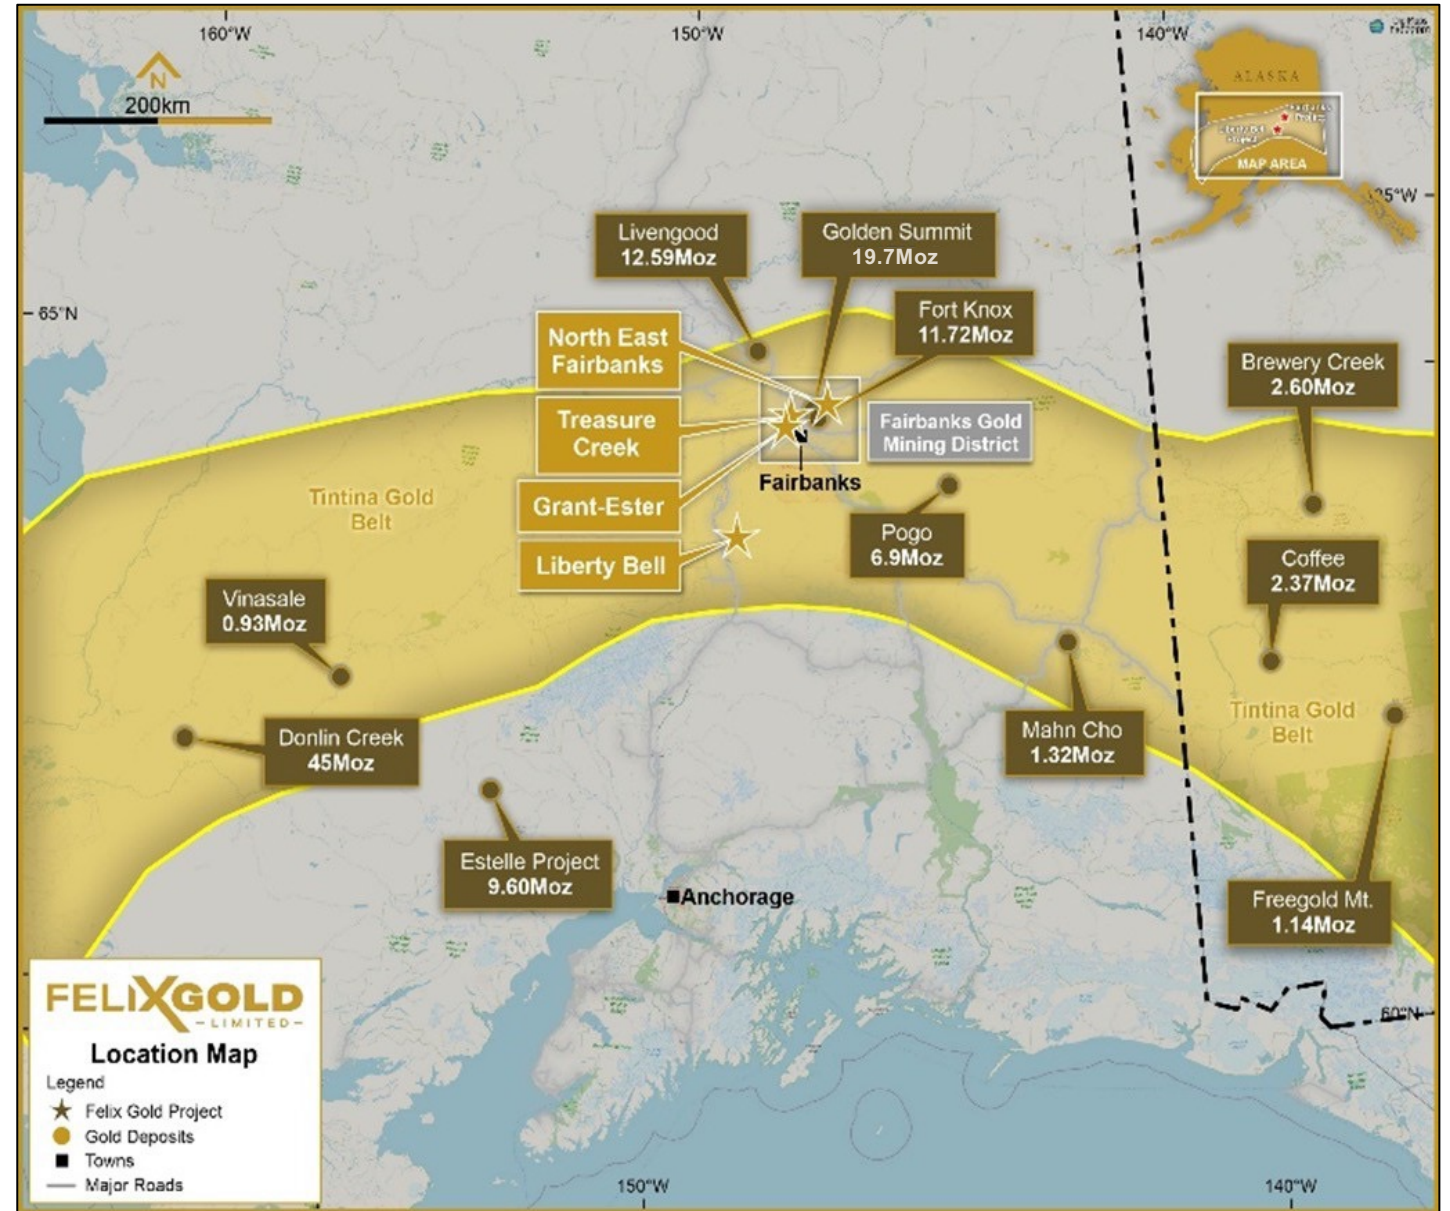 160°W
150°W
140°W
N
200km
ALASKA
MAP AREA
65°N
Livengood
12.59Moz
Golden Summit
19.7Moz
Fort Knox
11.72Moz
North East
Fairbanks
Treasure
Creek
Grant-Ester
Liberty Bell
Fairbanks Gold
Mining District
Fairbanks
Brewery Creek
2.60Moz
Pogo
6.9Moz
Coffee
2.37Moz
Tintina Gold
Belt
Vinasale
0.93Moz
Donlin Creek
45Moz
Mahn Cho
1.32Moz
Tintina Gold
Belt
Estelle Project
9.60Moz
Anchorage
Freegold Mt.
1.14Moz
60°N
FELIXGOLD
LIMITED
Location Map
Legend
Felix Gold Project
Gold Deposits
Towns
Major Roads
150°W
140°W